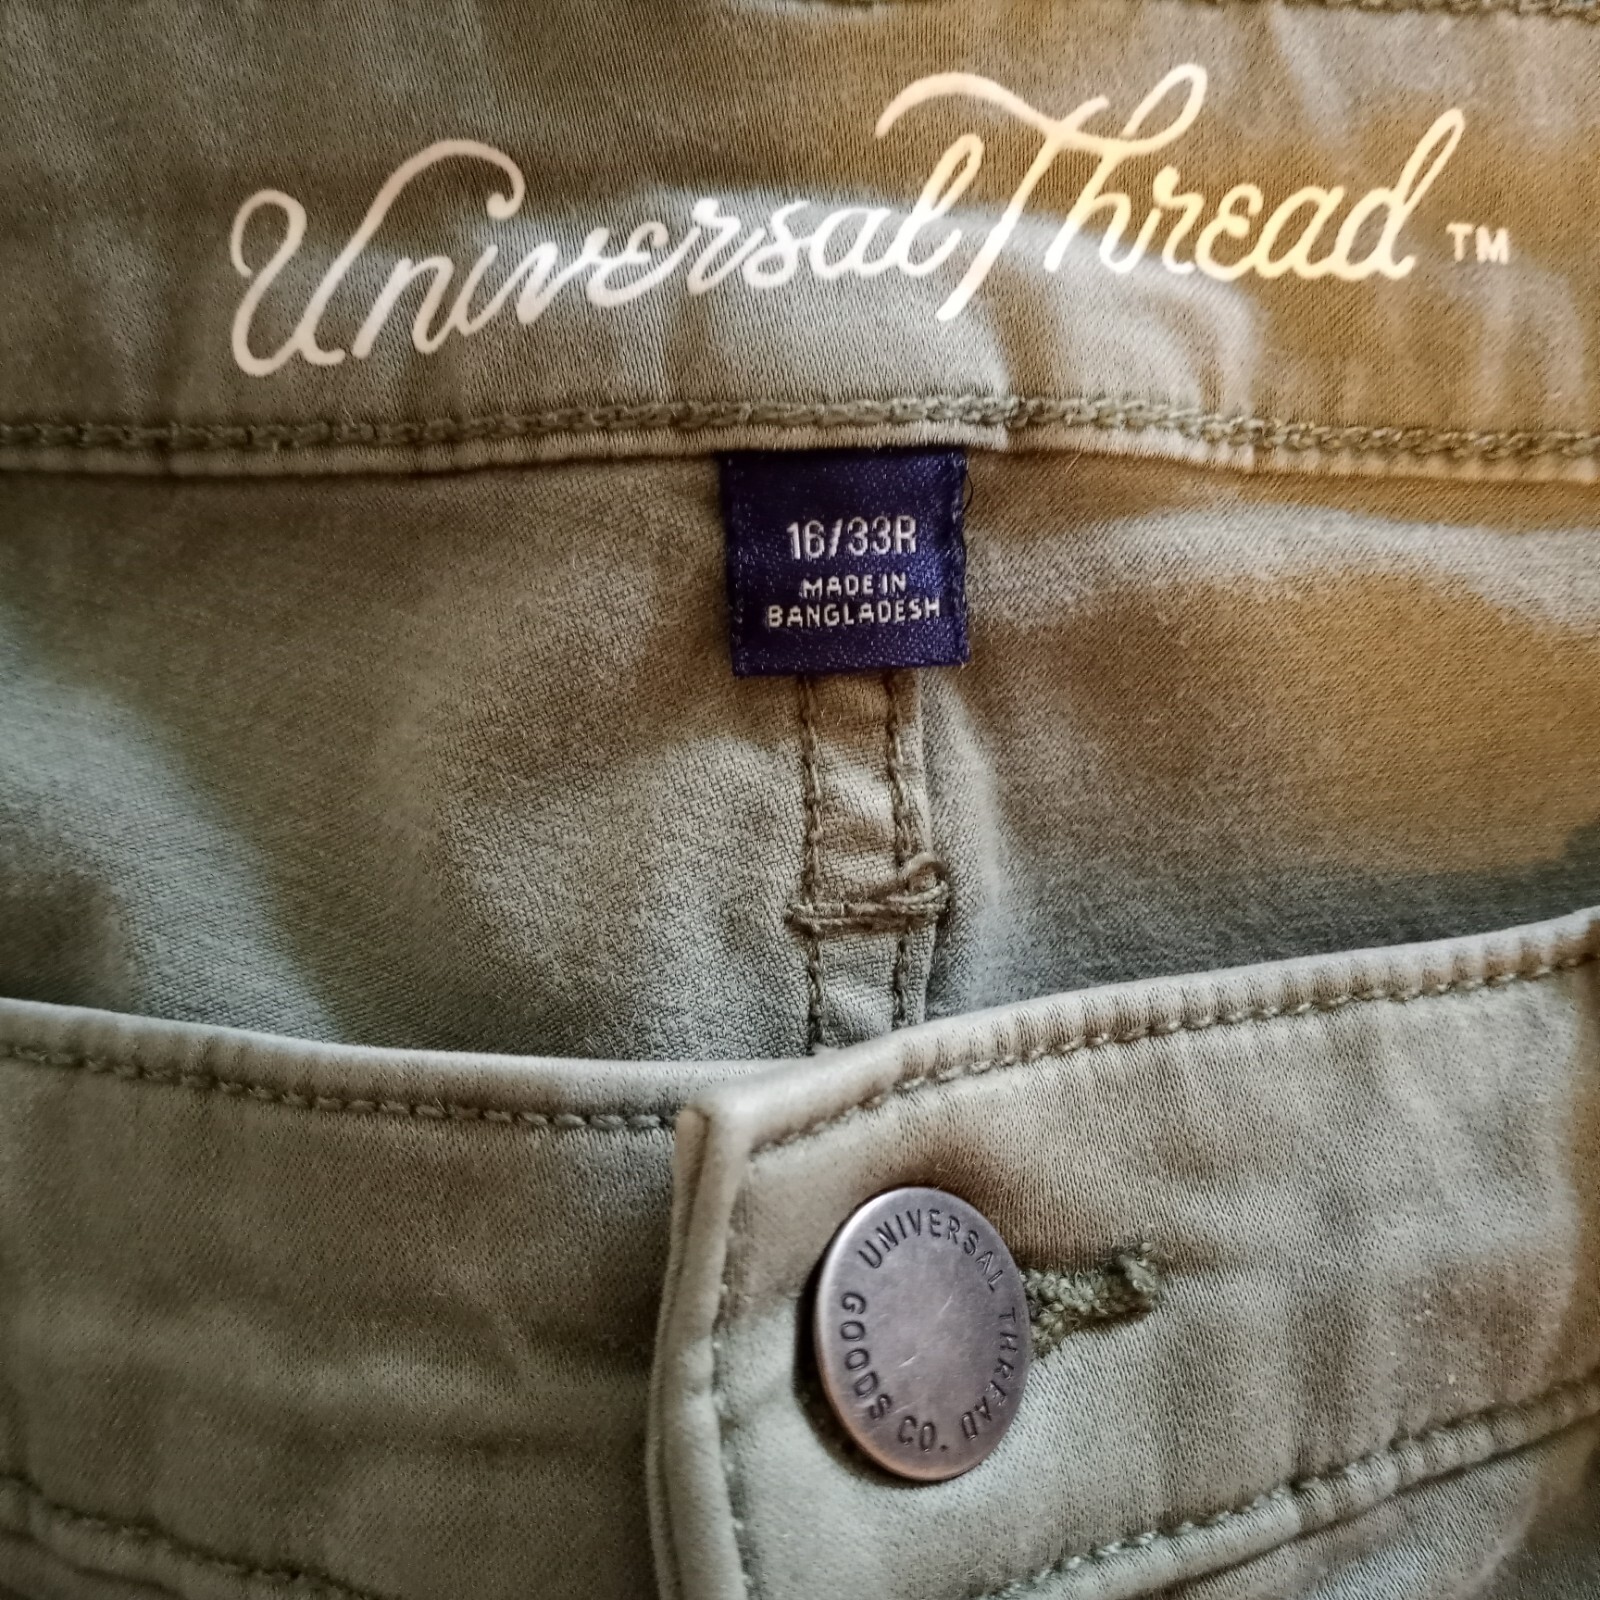 Universal Thread™
16/33R
MADE IN
BANGLADESH
UNIVERSAL THREAD
GOODS CO.